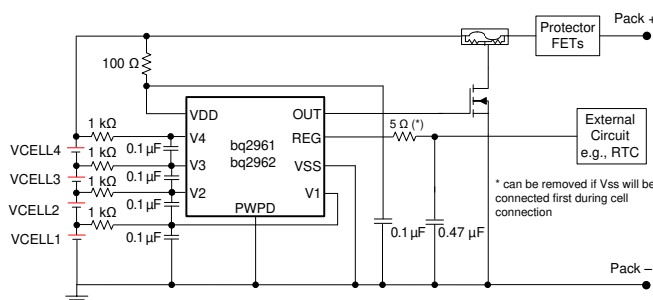 Pack +
Protector
FETs
100 Ω
VDD
OUT
5 Ω (*)
External
Circuit
e.g., RTC
1 kΩ
V4
bq2961
REG
VCELL4
1 kΩ
0.1 µF
bq2962
V3
VSS
VCELL3
1 kΩ
0.1 µF
* can be removed if Vss will be
connected first during cell
connection
V2
V1
VCELL2
1 kΩ
0.1 µF
PWPD
VCELL1
0.1 µF
0.1 µF
0.47 µF
Pack –